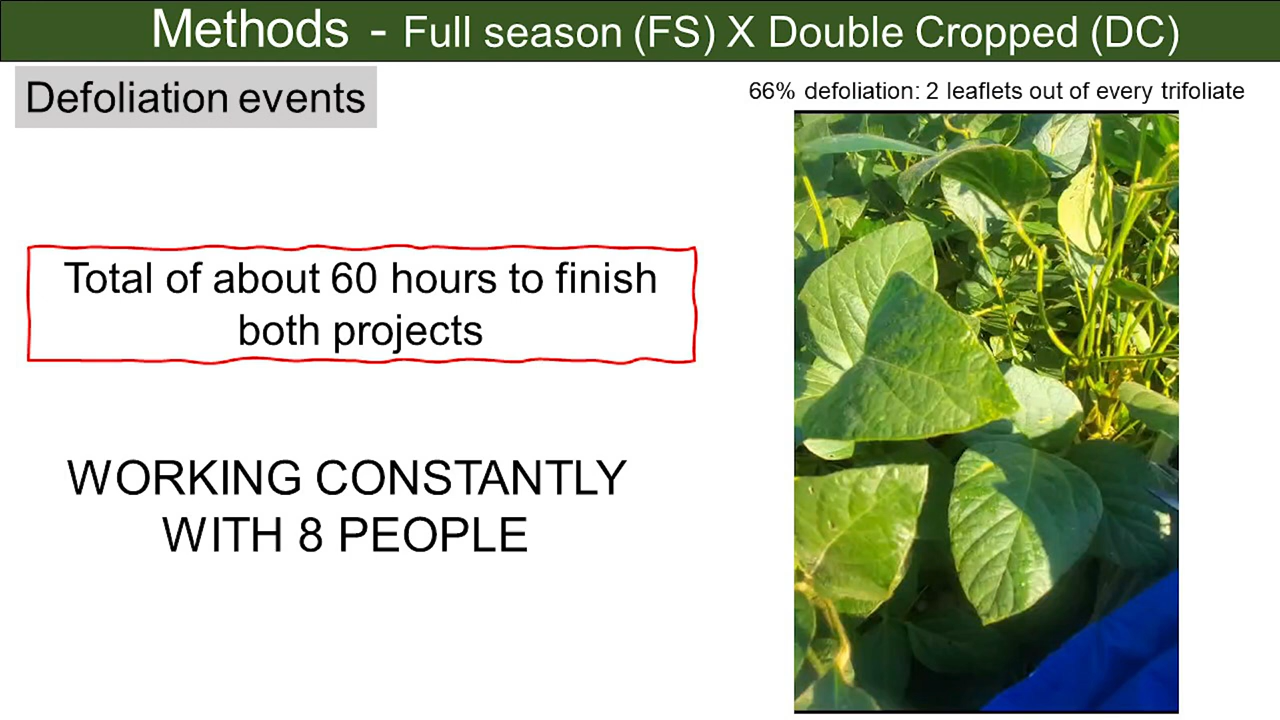 Methods - Full season (FS) X Double Cropped (DC)
Defoliation events
66% defoliation: 2 leaflets out of every trifoliate
Total of about 60 hours to finish
both projects
WORKING CONSTANTLY
WITH 8 PEOPLE